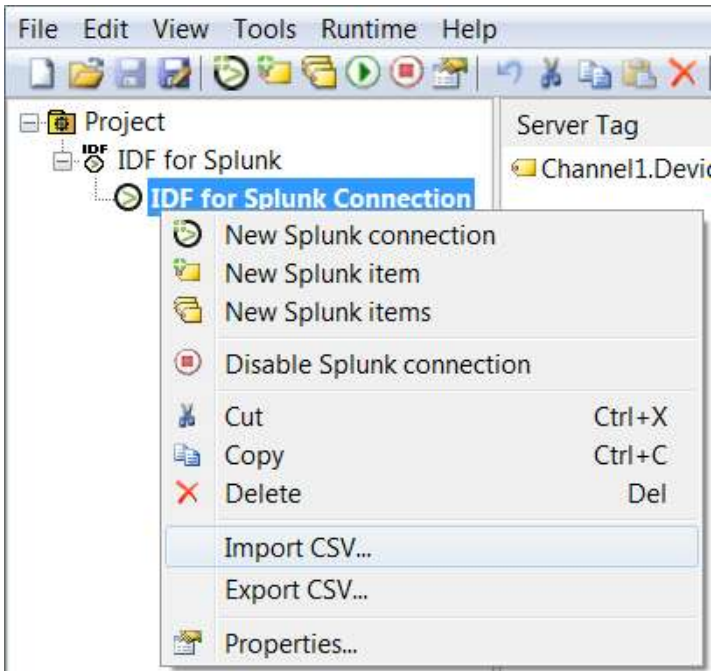 File Edit View Tools Runtime Help
Project
IDF for Splunk
IDF for Splunk Connection
Server Tag
Channel1.Devi
New Splunk connection
New Splunk item
New Splunk items
Disable Splunk connection
Cut Ctrl+X
Copy Ctrl+C
Delete Del
Import CSV...
Export CSV...
Properties...